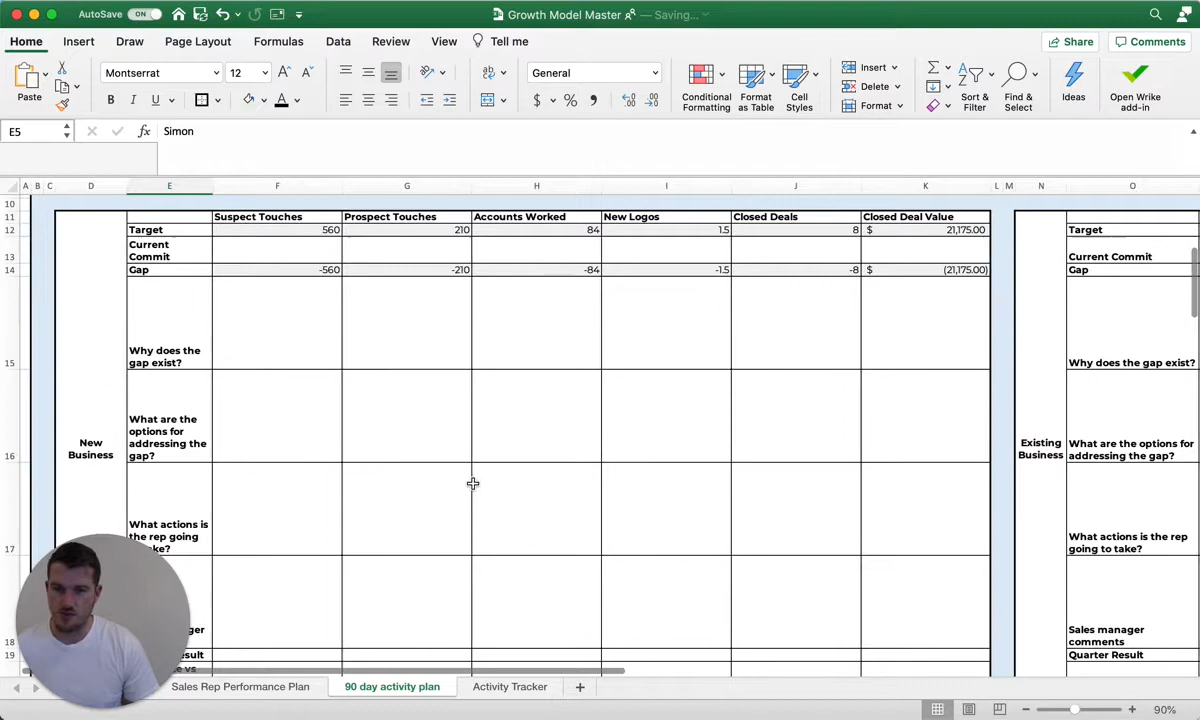 AutoSave ON Growth Model Master — Saving...
Home Insert Draw Page Layout Formulas Data Review View Tell me Share Comments
Paste Montserrat 12 General Conditional Formatting Format as Table Cell Styles Insert Delete Format Sort & Filter Find & Select Ideas Open Wrike add-in
E5 fx Simon
A B C D E F G H I J K L M N O
10
11 Suspect Touches Prospect Touches Accounts Worked New Logos Closed Deals Closed Deal Value
12 Target 560 210 84 1.5 8 $ 21,175.00 Target
13 Current Commit Current Commit
14 Gap -560 -210 -84 -1.5 -8 $ (21,175.00) Gap
15 Why does the gap exist? Why does the gap exist?
16 New Business What are the options for addressing the gap? Existing Business What are the options for addressing the gap?
17 What actions is the rep going What actions is the rep going to take?
18 Sales manager comments
19 Quarter Result
Sales Rep Performance Plan 90 day activity plan Activity Tracker +
90%